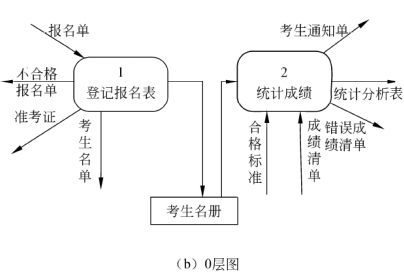 报名单
考生通知单
不合格
报名单
1
登记报名表
2
统计成绩
统计分析表
准考证
考生名单
合格标准
成绩清单
错误成
绩清单
考生名册
(b)0层图